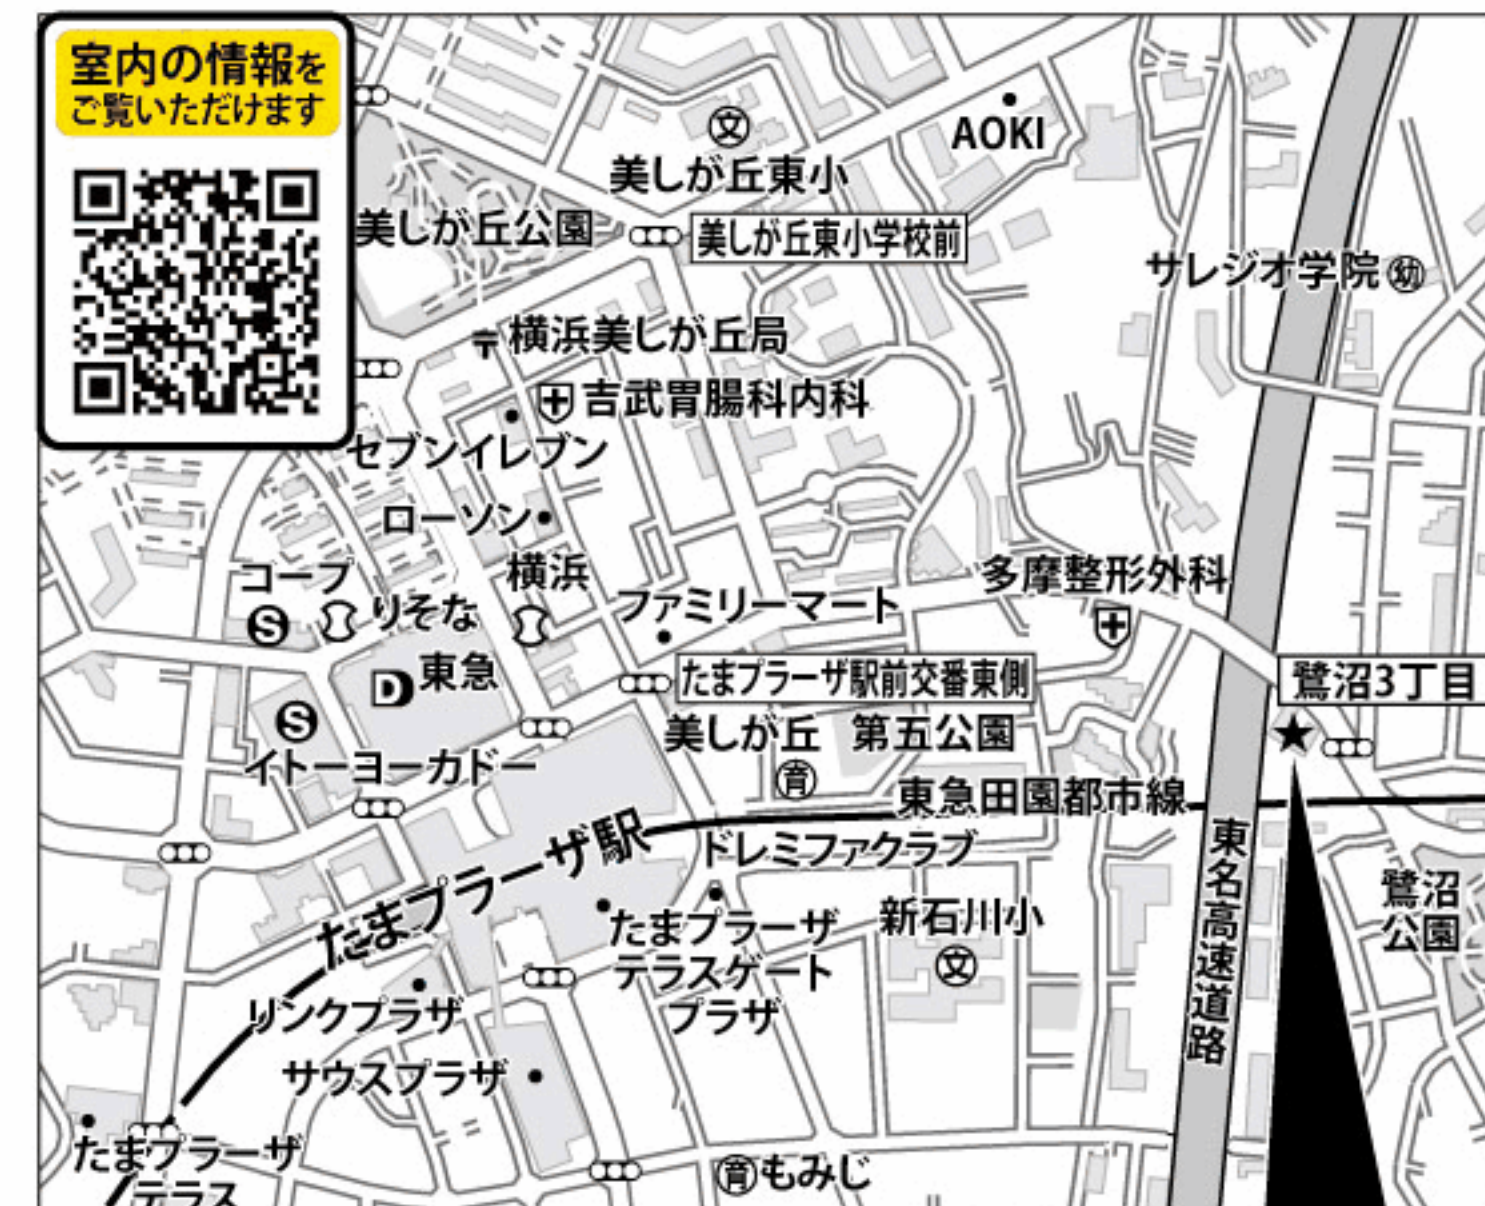 室内の情報を
ご覧いただけます
AOKI
文
美しが丘東小
美しが丘公園
美しが丘東小学校前
サレジオ学院 幼
〒横浜美しが丘局
吉武胃腸科内科
セブンイレブン
ローソン
コープ
S
りそな
横浜
ファミリーマート
多摩整形外科
D 東急
たまプラーザ駅前交番東側
鷺沼3丁目
S
イトーヨーカドー
美しが丘
育
第五公園
★
東急田園都市線
たまプラーザ駅
ドレミファクラブ
東名高速道路
鷺沼
公園
たまプラーザ
テラスゲート
プラザ
新石川小
文
リンクプラザ
サウスプラザ
たまプラーザ
テラス
育もみじ